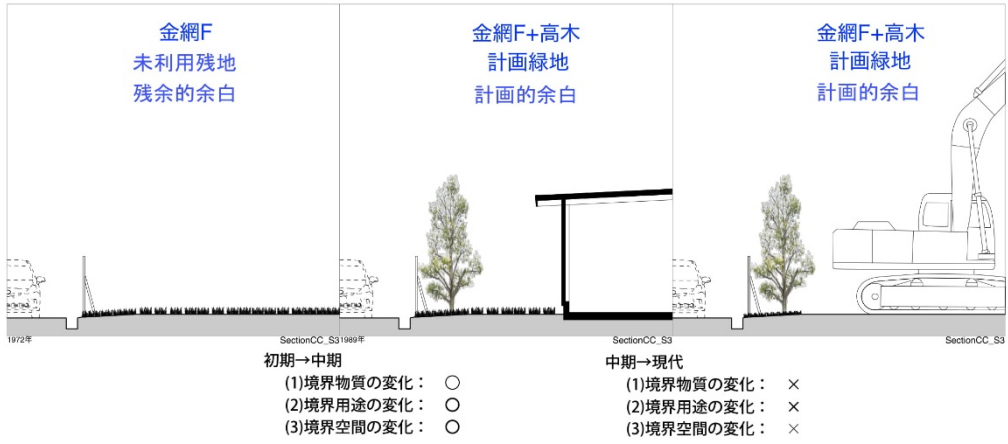 金網F
未利用残地
残余的余白
1972年
SectionCC_S3
金網F+高木
計画緑地
計画的余白
1989年
SectionCC_S3
金網F+高木
計画緑地
計画的余白
SectionCC_S3
初期→中期
(1)境界物質の変化： ○
(2)境界用途の変化： ○
(3)境界空間の変化： ○
中期→現代
(1)境界物質の変化： ×
(2)境界用途の変化： ×
(3)境界空間の変化： ×